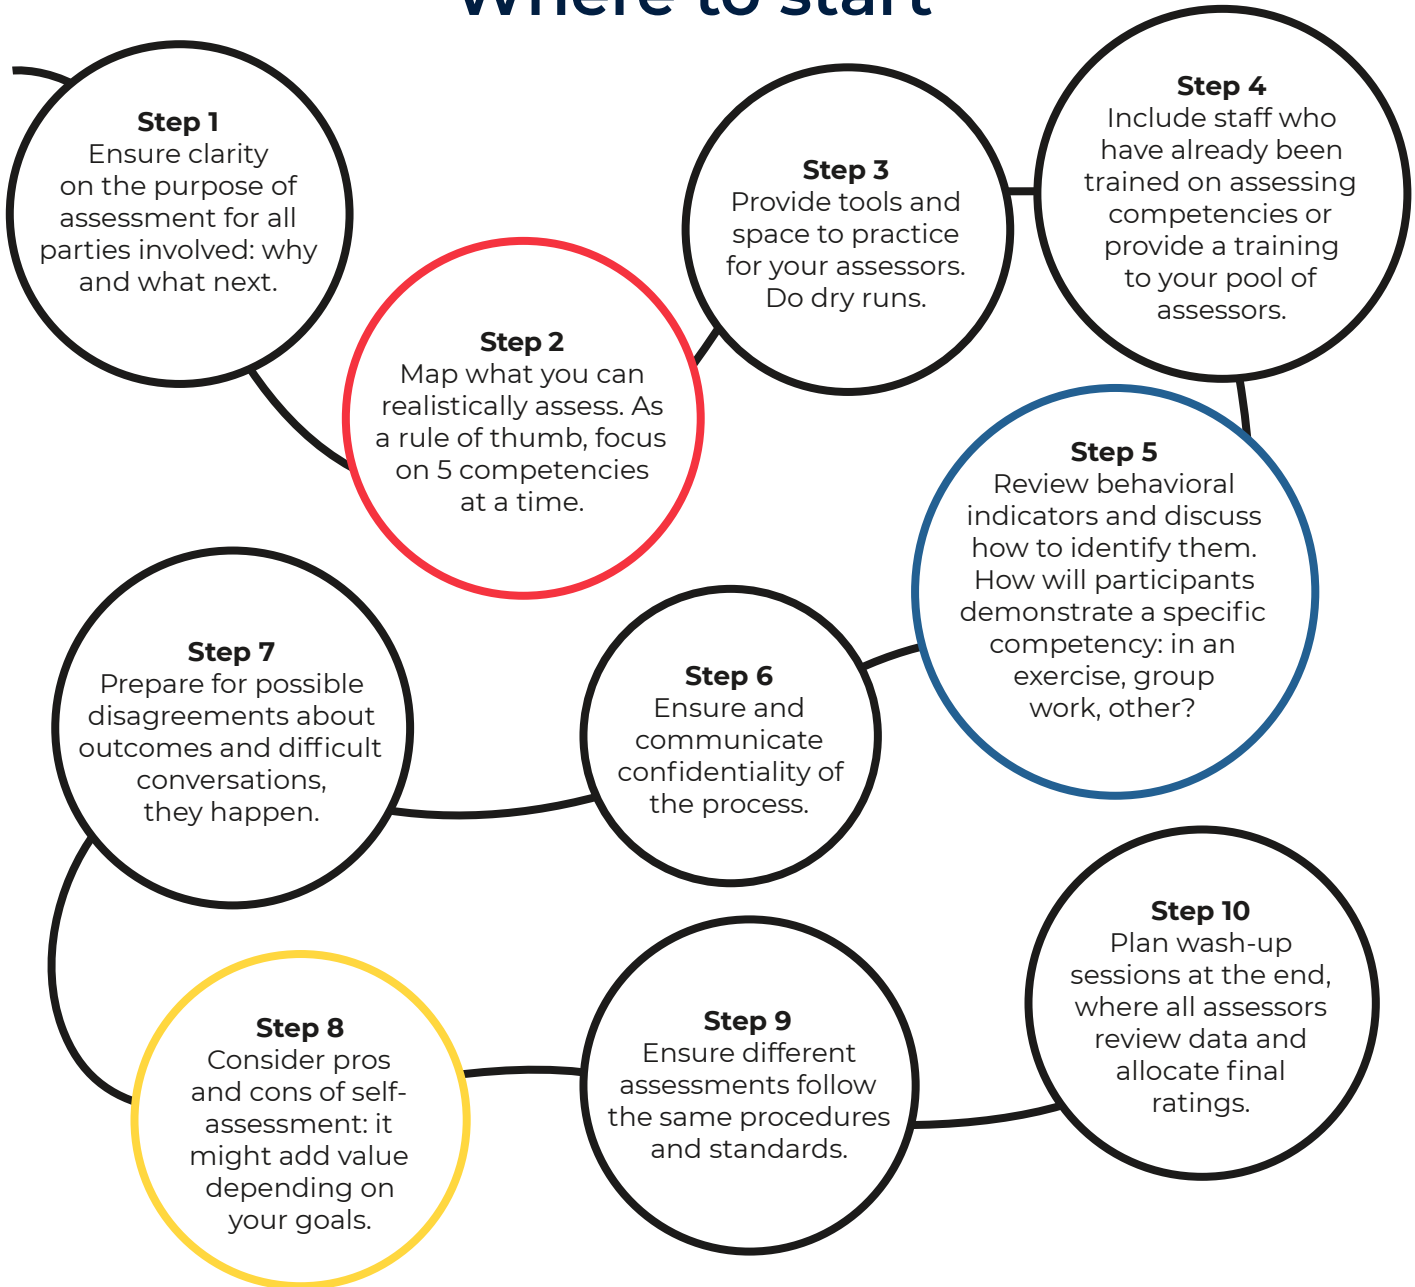 Where to start
Step 1
Ensure clarity
on the purpose of
assessment for all
parties involved: why
and what next.
Step 2
Map what you can
realistically assess. As
a rule of thumb, focus
on 5 competencies
at a time.
Step 3
Provide tools and
space to practice
for your assessors.
Do dry runs.
Step 4
Include staff who
have already been
trained on assessing
competencies or
provide a training
to your pool of
assessors.
Step 5
Review behavioral
indicators and discuss
how to identify them.
How will participants
demonstrate a specific
competency: in an
exercise, group
work, other?
Step 6
Ensure and
communicate
confidentiality of
the process.
Step 7
Prepare for possible
disagreements about
outcomes and difficult
conversations,
they happen.
Step 8
Consider pros
and cons of self-
assessment: it
might add value
depending on
your goals.
Step 9
Ensure different
assessments follow
the same procedures
and standards.
Step 10
Plan wash-up
sessions at the end,
where all assessors
review data and
allocate final
ratings.